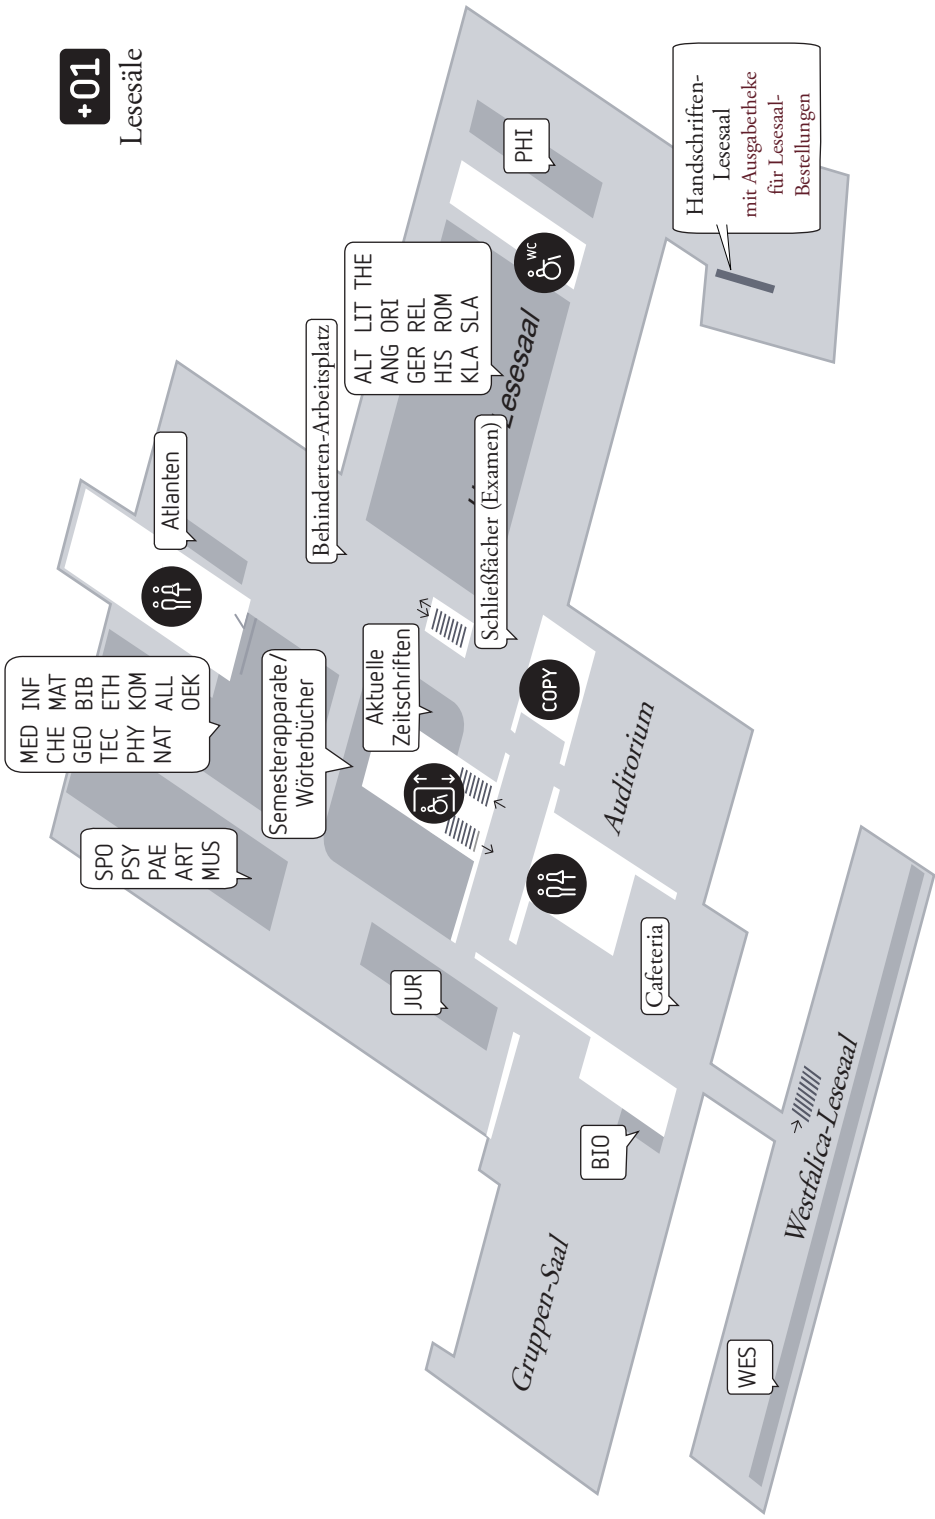 +01
Lesesäle
MED INF
CHE MAT
GEO BIB
TEC ETH
PHY KOM
NAT ALL
OEK
SPO
PSY
PAE
ART
MUS
Atlanten
Semesterapparate/
Wörterbücher
Behinderten-Arbeitsplatz
ALT LIT THE
ANG ORI
GER REL
HIS ROM
KLA SLA
Aktuelle
Zeitschriften
JUR
Lesesaal
Schließfächer (Examen)
PHI
WC
COPY
Gruppen-Saal
BIO
Auditorium
Cafeteria
Handschriften-
Lesesaal
mit Ausgabetheke
für Lesesaal-
Bestellungen
WES
Westfalica-Lesesaal